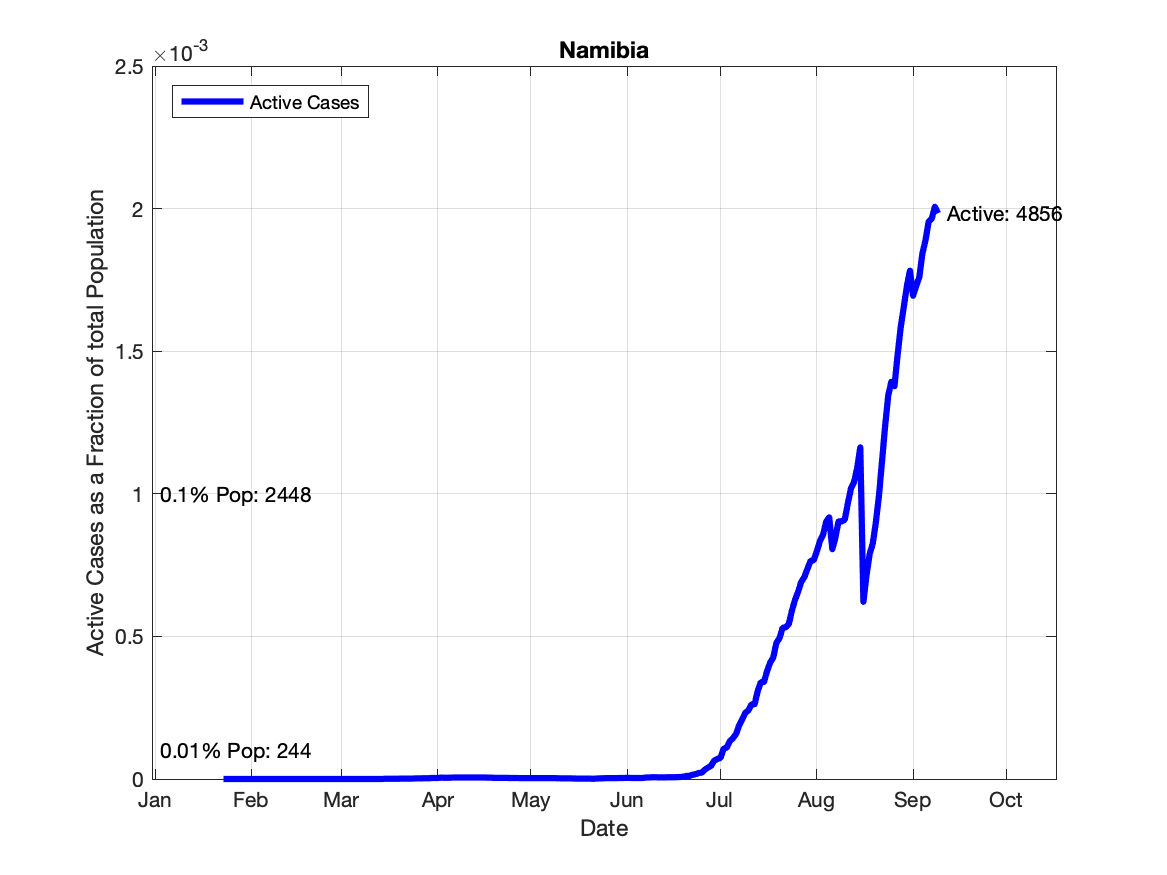 Namibia
×10-3
2.5
2
1.5
1
0.5
0
Active Cases
Active: 4856
0.1% Pop: 2448
0.01% Pop: 244
Active Cases as a Fraction of total Population
Jan Feb Mar Apr May Jun Jul Aug Sep Oct
Date